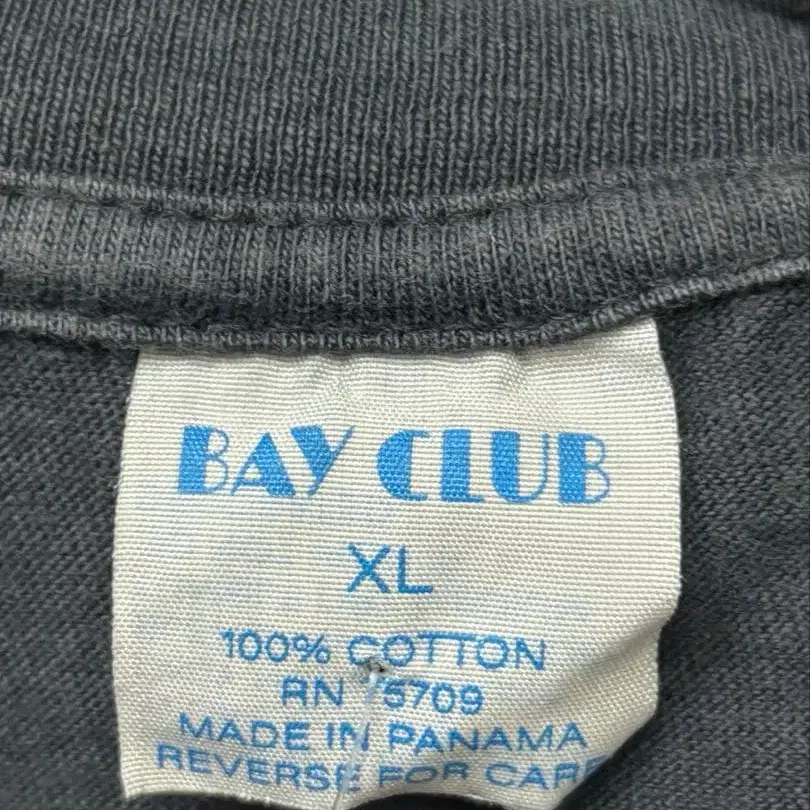 BAY CLUB
XL
100% COTTON
RN 75709
MADE IN PANAMA
REVERSE FOR CARE